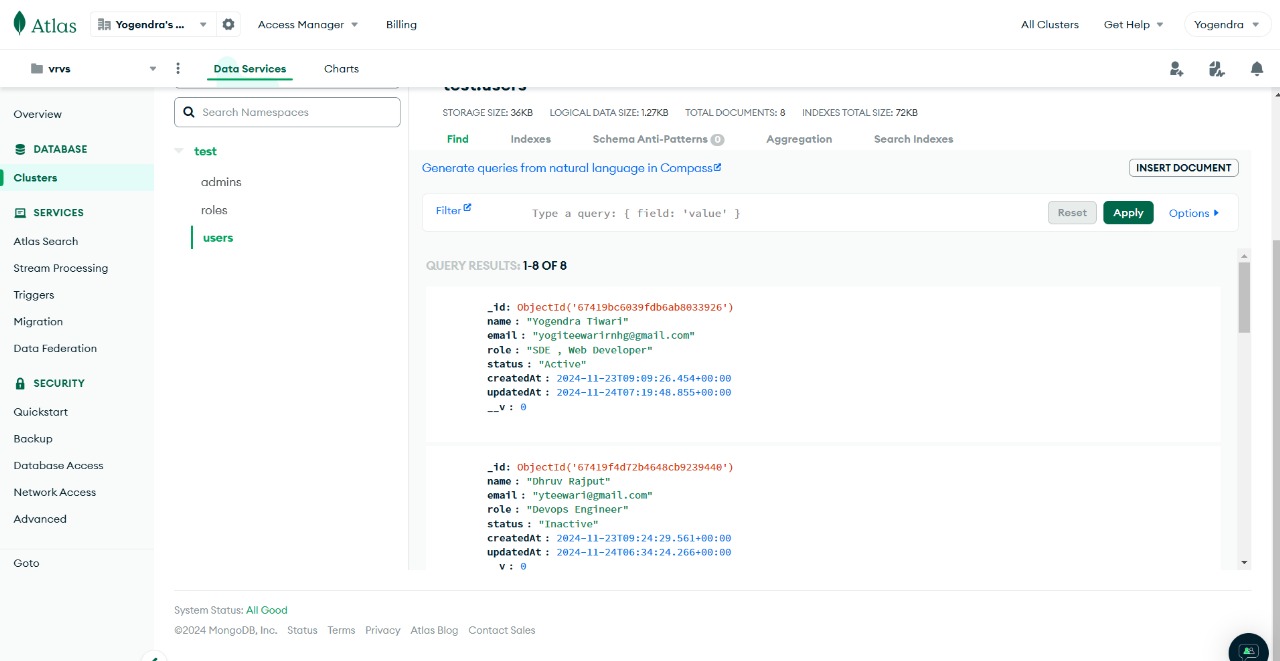 Atlas
Yogendra's ...
Access Manager
Billing
All Clusters
Get Help
Yogendra
vrvs
Data Services
Charts
test.users
Search Namespaces
STORAGE SIZE: 36KB LOGICAL DATA SIZE: 1.27KB TOTAL DOCUMENTS: 8 INDEXES TOTAL SIZE: 72KB
Find Indexes Schema Anti-Patterns 0 Aggregation Search Indexes
Overview
DATABASE
Clusters
SERVICES
Atlas Search
Stream Processing
Triggers
Migration
Data Federation
SECURITY
Quickstart
Backup
Database Access
Network Access
Advanced
Goto
test
admins
roles
users
Generate queries from natural language in Compass
INSERT DOCUMENT
Filter
Type a query: { field: 'value' }
Reset
Apply
Options
QUERY RESULTS: 1-8 OF 8
_id: ObjectId('67419bc6039fdb6ab8033926')
name : "Yogendra Tiwari"
email : "yogiteewarirnhg@gmail.com"
role : "SDE , Web Developer"
status : "Active"
createdAt : 2024-11-23T09:09:26.454+00:00
updatedAt : 2024-11-24T07:19:48.855+00:00
__v : 0
_id: ObjectId('67419f4d72b4648cb9239440')
name : "Dhruv Rajput"
email : "yteewari@gmail.com"
role : "Devops Engineer"
status : "Inactive"
createdAt : 2024-11-23T09:24:29.561+00:00
updatedAt : 2024-11-24T06:34:24.266+00:00
__v : 0
System Status: All Good
©2024 MongoDB, Inc. Status Terms Privacy Atlas Blog Contact Sales